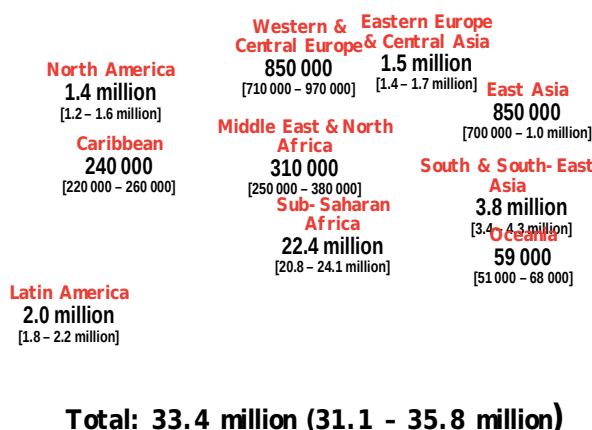 Western &
Central Europe
850 000
[710 000 – 970 000]
Eastern Europe
& Central Asia
1.5 million
[1.4 – 1.7 million]
North America
1.4 million
[1.2 – 1.6 million]
East Asia
850 000
[700 000 – 1.0 million]
Caribbean
240 000
[220 000 – 260 000]
Middle East & North
Africa
310 000
[250 000 – 380 000]
South & South-East
Asia
3.8 million
[3.4 – 4.3 million]
Sub-Saharan
Africa
22.4 million
[20.8 – 24.1 million]
Oceania
59 000
[51 000 – 68 000]
Latin America
2.0 million
[1.8 – 2.2 million]
Total: 33.4 million (31.1 – 35.8 million)